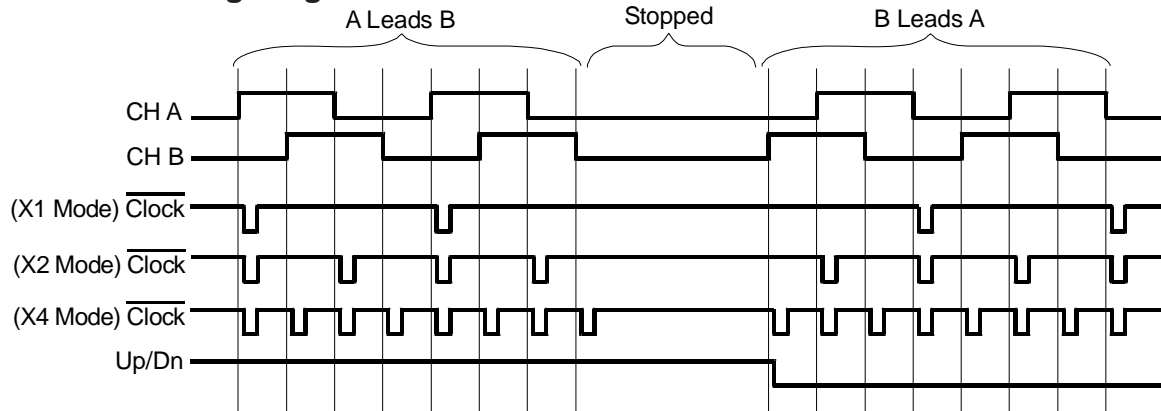 A Leads B
Stopped
B Leads A
CH A
CH B
(X1 Mode) Clock
(X2 Mode) Clock
(X4 Mode) Clock
Up/Dn